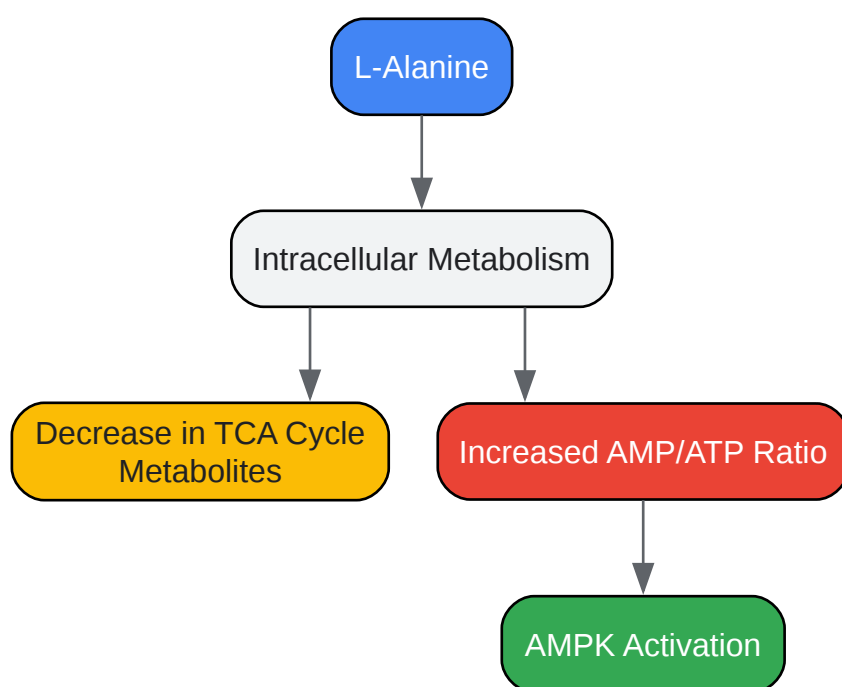 L-Alanine
Intracellular Metabolism
Decrease in TCA Cycle
Metabolites
Increased AMP/ATP Ratio
AMPK Activation